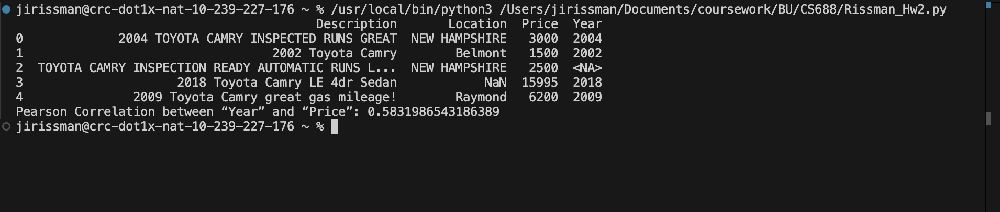 jirissman@crc-dot1x-nat-10-239-227-176 ~ % /usr/local/bin/python3 /Users/jirissman/Documents/coursework/BU/CS688/Rissman_Hw2.py
Description Location Price Year
0 2004 TOYOTA CAMRY INSPECTED RUNS GREAT NEW HAMPSHIRE 3000 2004
1 2002 Toyota Camry Belmont 1500 2002
2 TOYOTA CAMRY INSPECTION READY AUTOMATIC RUNS L... NEW HAMPSHIRE 2500 <NA>
3 2018 Toyota Camry LE 4dr Sedan NaN 15995 2018
4 2009 Toyota Camry great gas mileage! Raymond 6200 2009
Pearson Correlation between “Year” and “Price”: 0.5831986543186389
jirissman@crc-dot1x-nat-10-239-227-176 ~ %